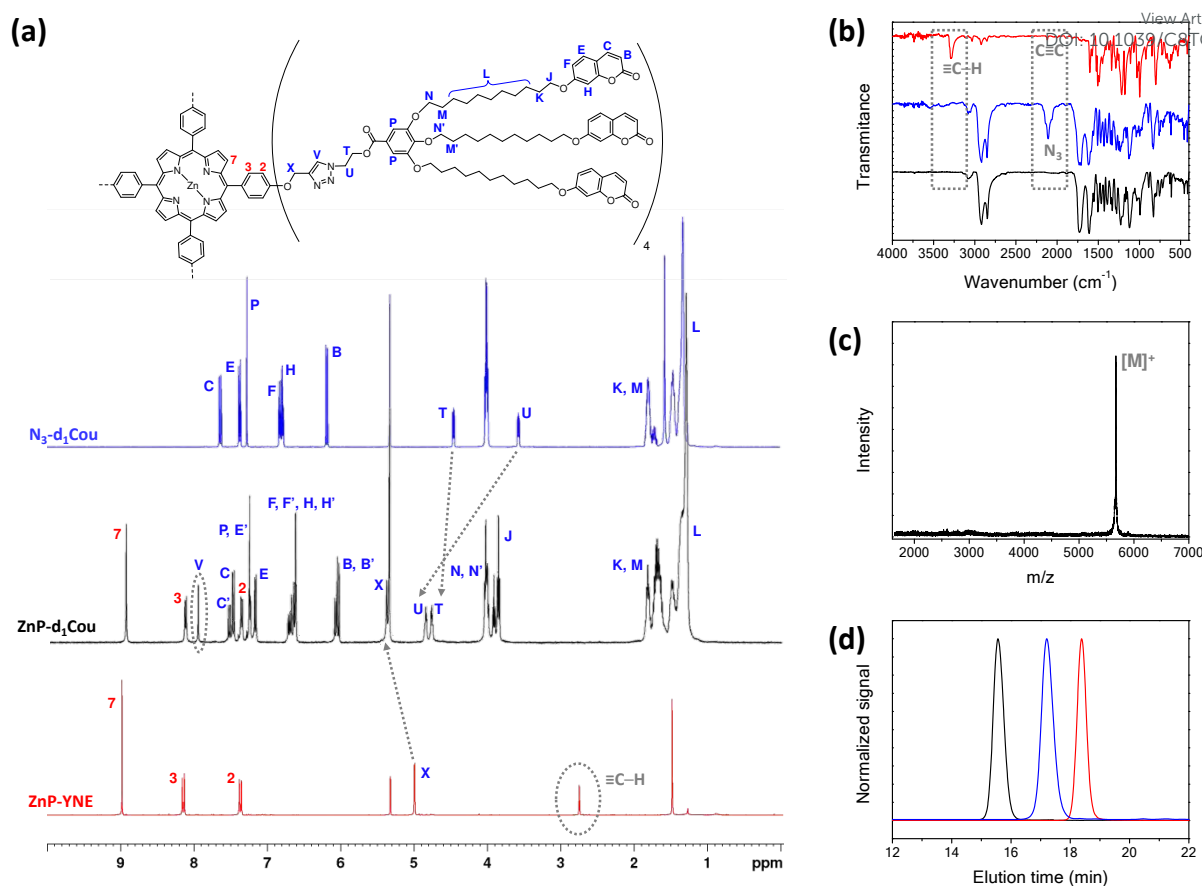 (a)
O
O
7
3 2
Zn
N
N
N
N
X
O
V
N
N
N
T
U
O
O
P
P
N
M
L
K
J
O
E
F
C
B
H
O
O
O
N'
M'
O
O
O
O
O
O
O
4
N₃-d₁Cou
C
E
P
F
H
B
T
U
K, M
L
ZnP-d₁Cou
7
3
V
C'
C
2
P, E'
E
F, F', H, H'
B, B'
X
U
T
N, N'
J
K, M
L
ZnP-YNE
7
3
2
X
≡C–H
9 8 7 6 5 4 3 2 1 ppm
(b)
View Art
DOI: 10.1039/C8T
≡C–H
C≡C
N₃
Transmitance
4000 3500 3000 2500 2000 1500 1000 500
Wavenumber (cm⁻¹)
(c)
[M]⁺
Intensity
2000 3000 4000 5000 6000 7000
m/z
(d)
Normalized signal
12 14 16 18 20 22
Elution time (min)